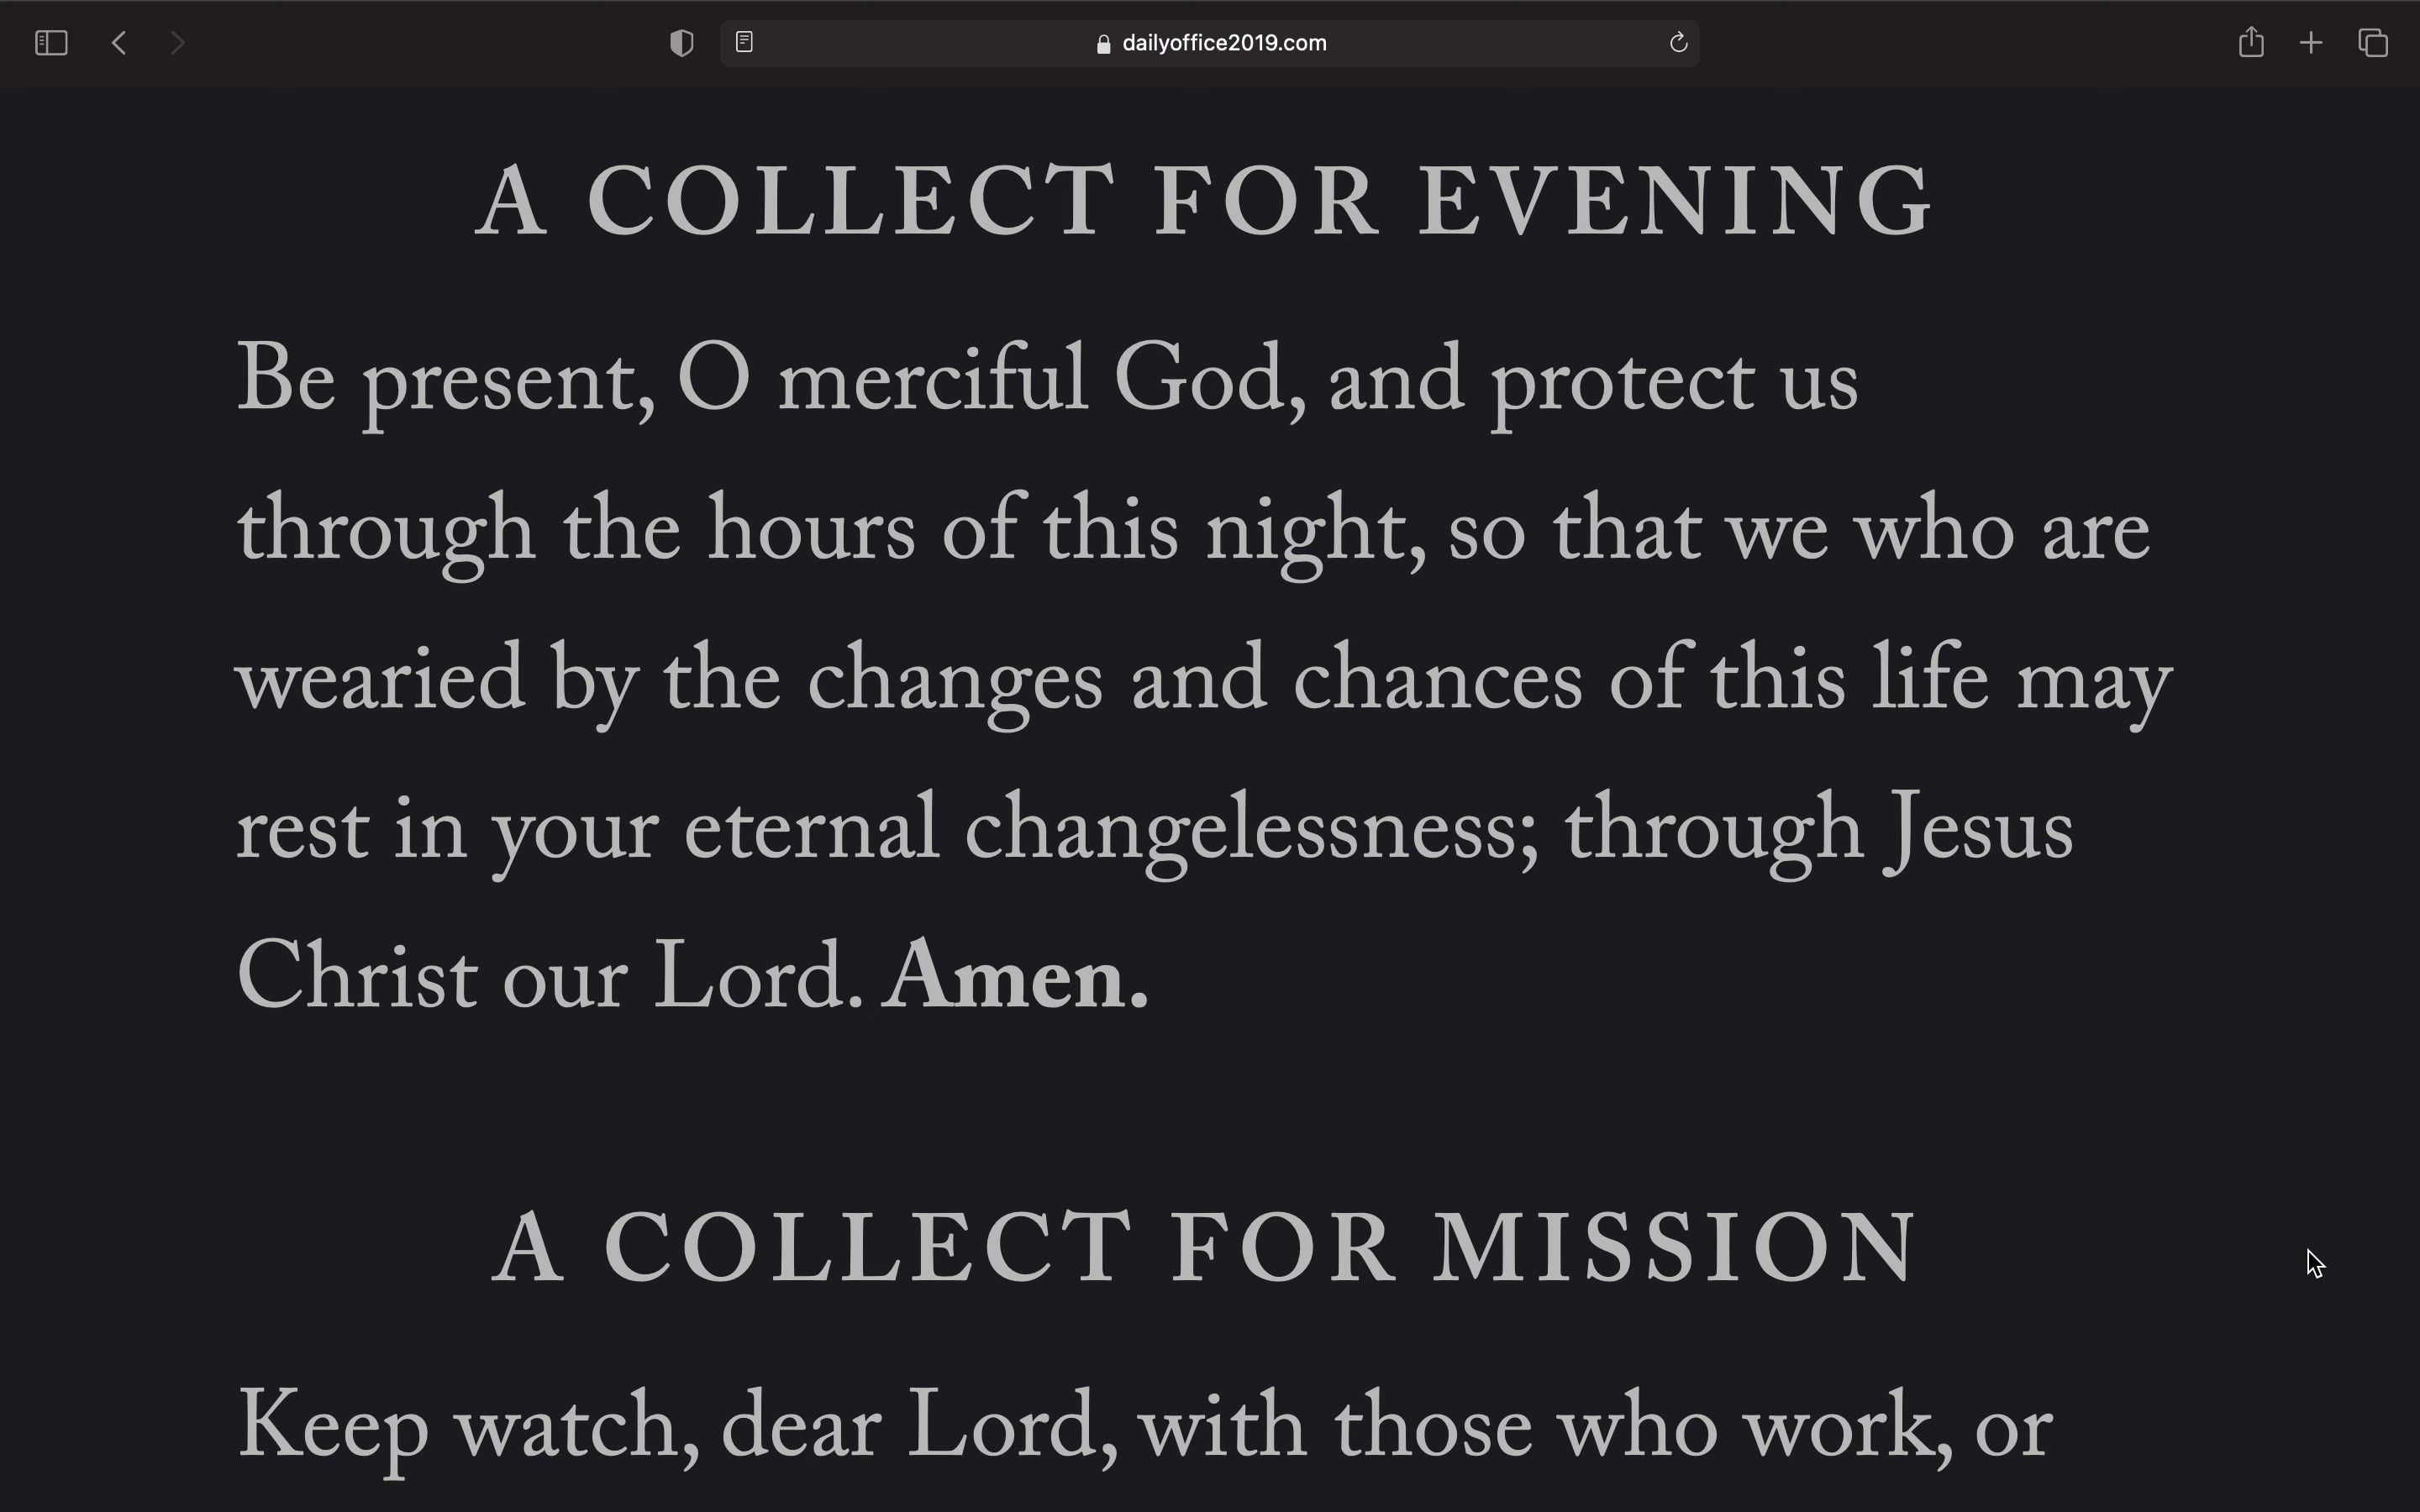 dailyoffice2019.com
A COLLECT FOR EVENING
Be present, O merciful God, and protect us
through the hours of this night, so that we who are
wearied by the changes and chances of this life may
rest in your eternal changelessness; through Jesus
Christ our Lord. Amen.
A COLLECT FOR MISSION
Keep watch, dear Lord, with those who work, or